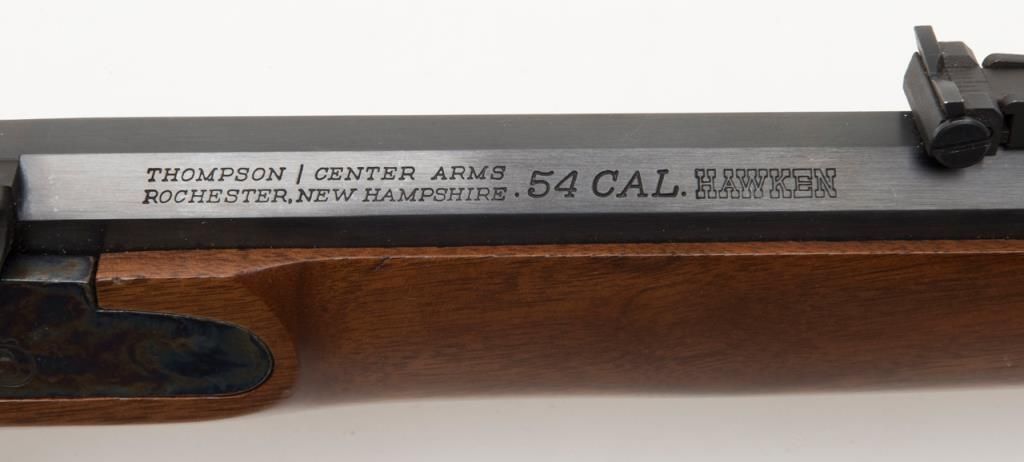 THOMPSON / CENTER ARMS
ROCHESTER, NEW HAMPSHIRE . 54 CAL. HAWKEN